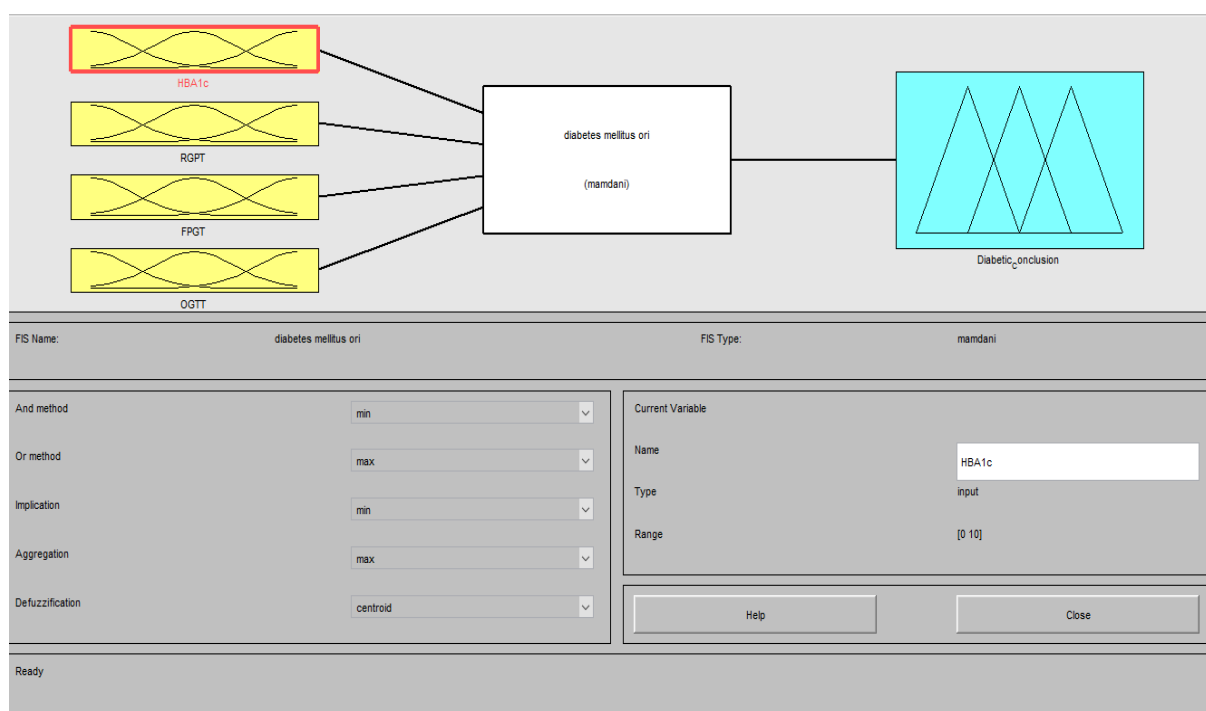 HBA1c
RGPT
FPGT
OGTT
diabetes mellitus ori
(mamdani)
Diabetic_conclusion
FIS Name: diabetes mellitus ori FIS Type: mamdani
And method min
Or method max
Implication min
Aggregation max
Defuzzification centroid
Current Variable
Name HBA1c
Type input
Range [0 10]
Help Close
Ready